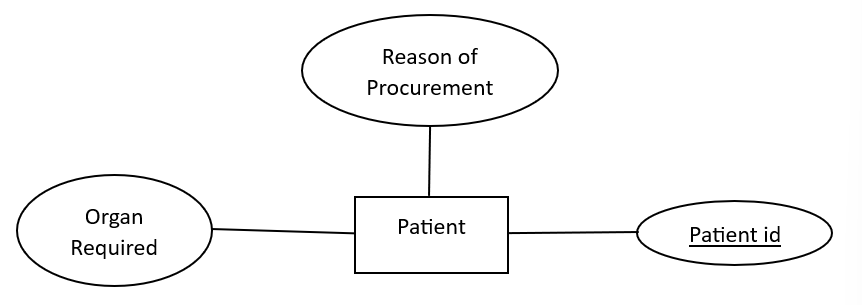 Reason of
Procurement
Organ
Required
Patient
Patient id